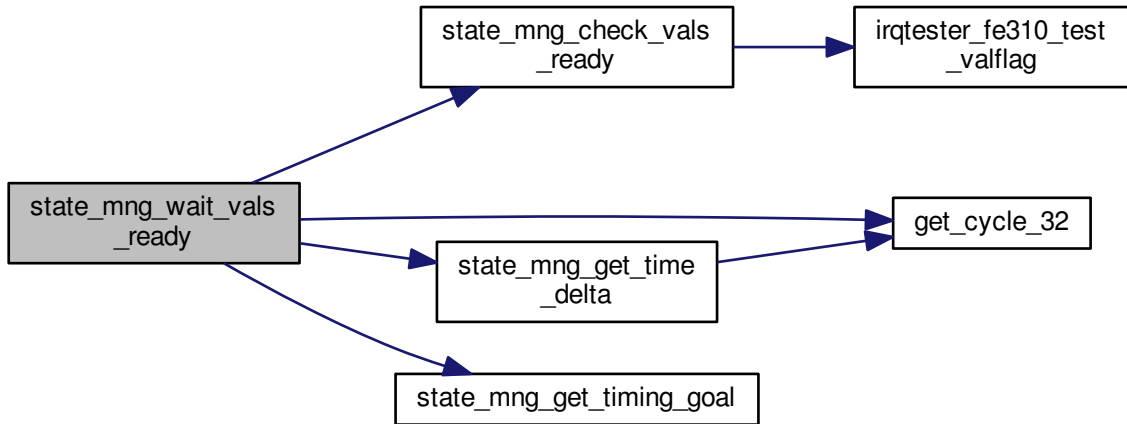 state_mng_check_vals
_ready
irqtester_fe310_test
_valflag
state_mng_wait_vals
_ready
get_cycle_32
state_mng_get_time
_delta
state_mng_get_timing_goal